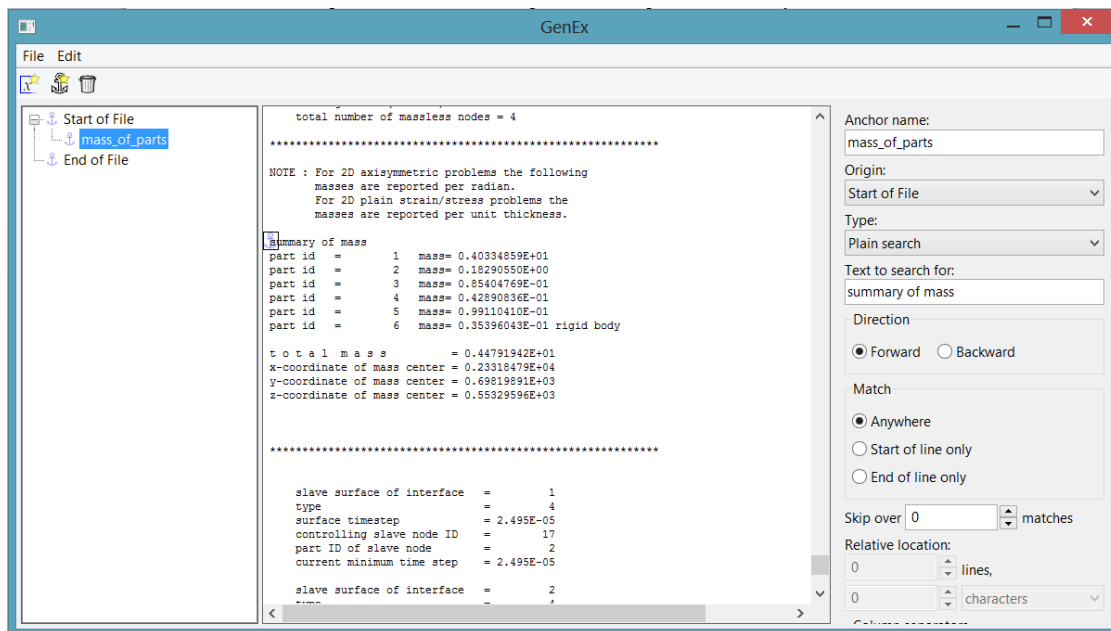 GenEx
File Edit
Start of File
mass_of_parts
End of File
total number of massless nodes = 4
************************************************************
NOTE : For 2D axisymmetric problems the following
masses are reported per radian.
For 2D plain strain/stress problems the
masses are reported per unit thickness.
summary of mass
part id = 1 mass= 0.40334859E+01
part id = 2 mass= 0.18290550E+00
part id = 3 mass= 0.85404769E-01
part id = 4 mass= 0.42890836E-01
part id = 5 mass= 0.99110410E-01
part id = 6 mass= 0.35396043E-01 rigid body
t o t a l m a s s = 0.44791942E+01
x-coordinate of mass center = 0.23318479E+04
y-coordinate of mass center = 0.69819891E+03
z-coordinate of mass center = 0.55329596E+03
************************************************************
slave surface of interface = 1
type = 4
surface timestep = 2.495E-05
controlling slave node ID = 17
part ID of slave node = 2
current minimum time step = 2.495E-05
slave surface of interface = 2
Anchor name:
mass_of_parts
Origin:
Start of File
Type:
Plain search
Text to search for:
summary of mass
Direction
Forward Backward
Match
Anywhere
Start of line only
End of line only
Skip over 0 matches
Relative location:
0 lines,
0 characters